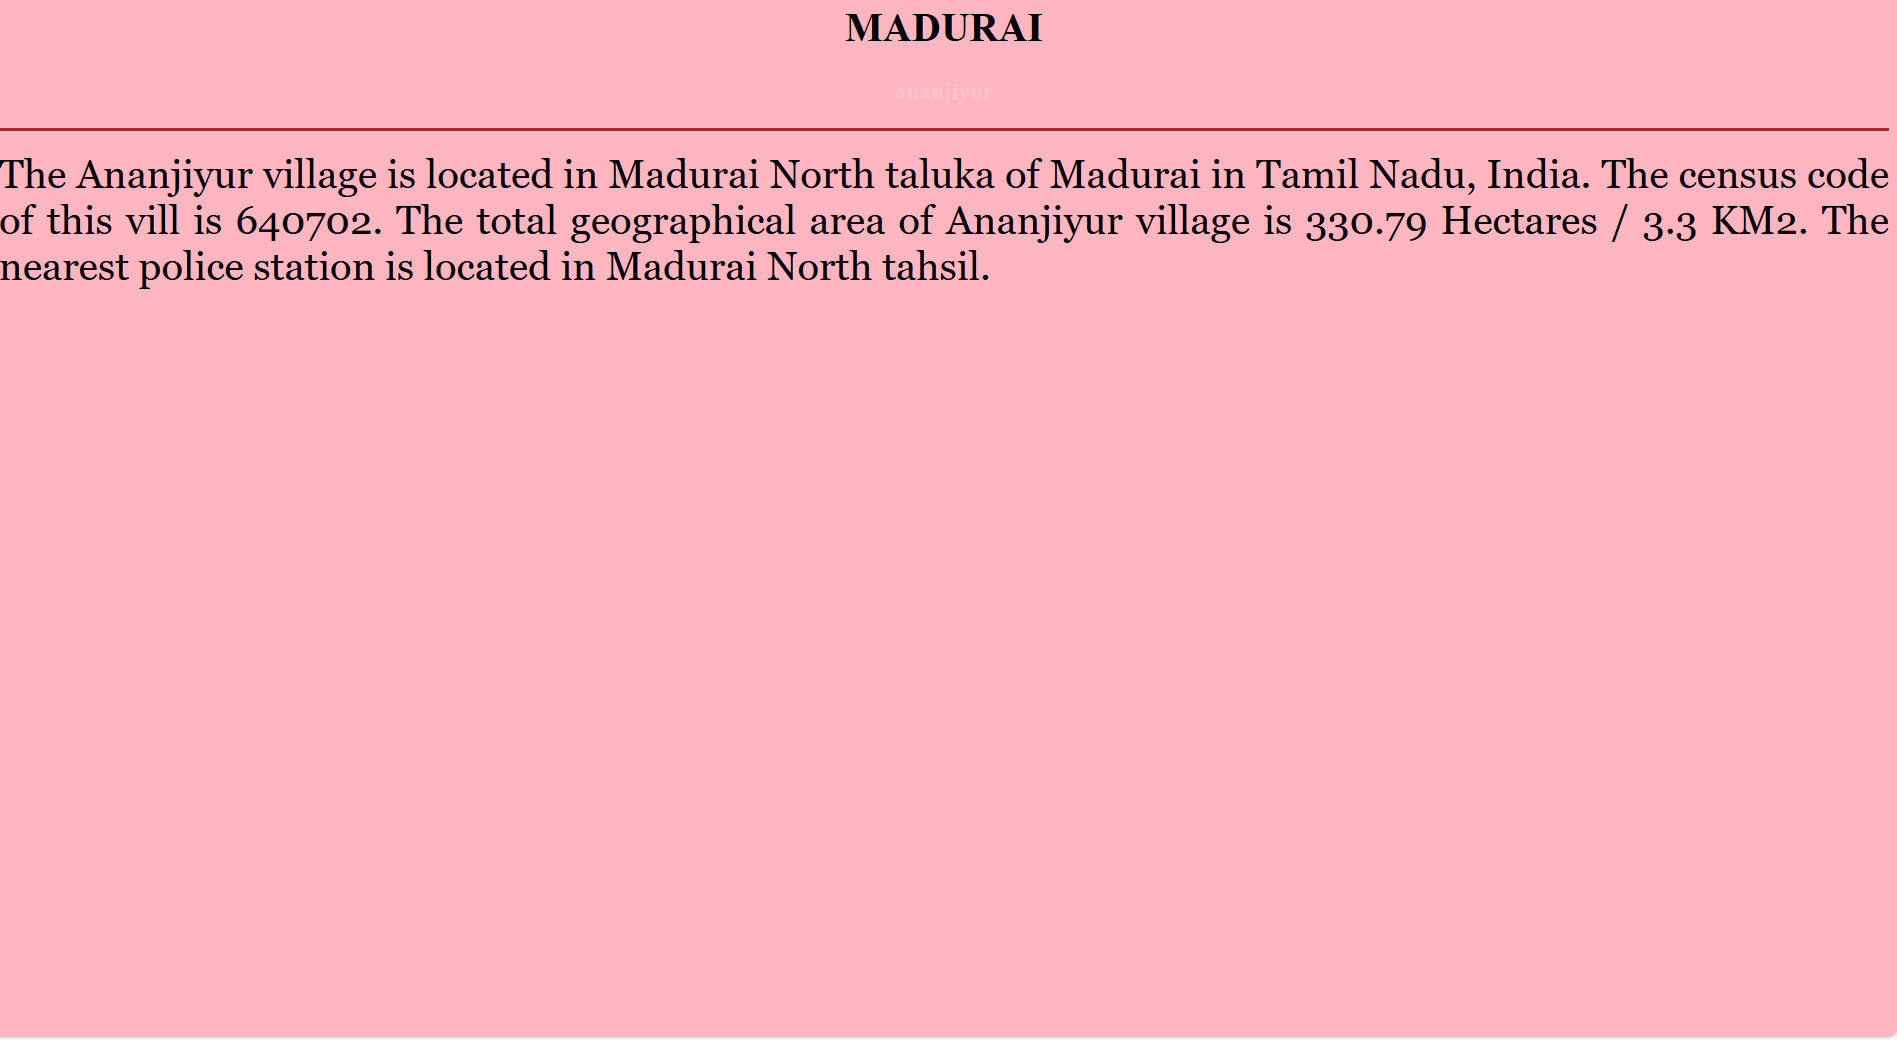 MADURAI
ananjiyur
The Ananjiyur village is located in Madurai North taluka of Madurai in Tamil Nadu, India. The census code
of this vill is 640702. The total geographical area of Ananjiyur village is 330.79 Hectares / 3.3 KM2. The
nearest police station is located in Madurai North tahsil.